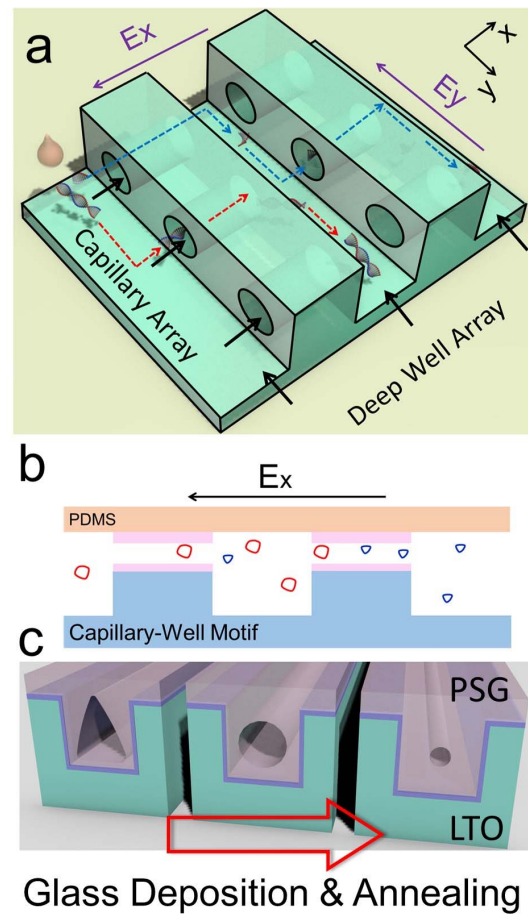 a
Ex
Ey
x
y
Capillary Array
Deep Well Array
b
Ex
PDMS
Capillary-Well Motif
c
PSG
LTO
Glass Deposition & Annealing